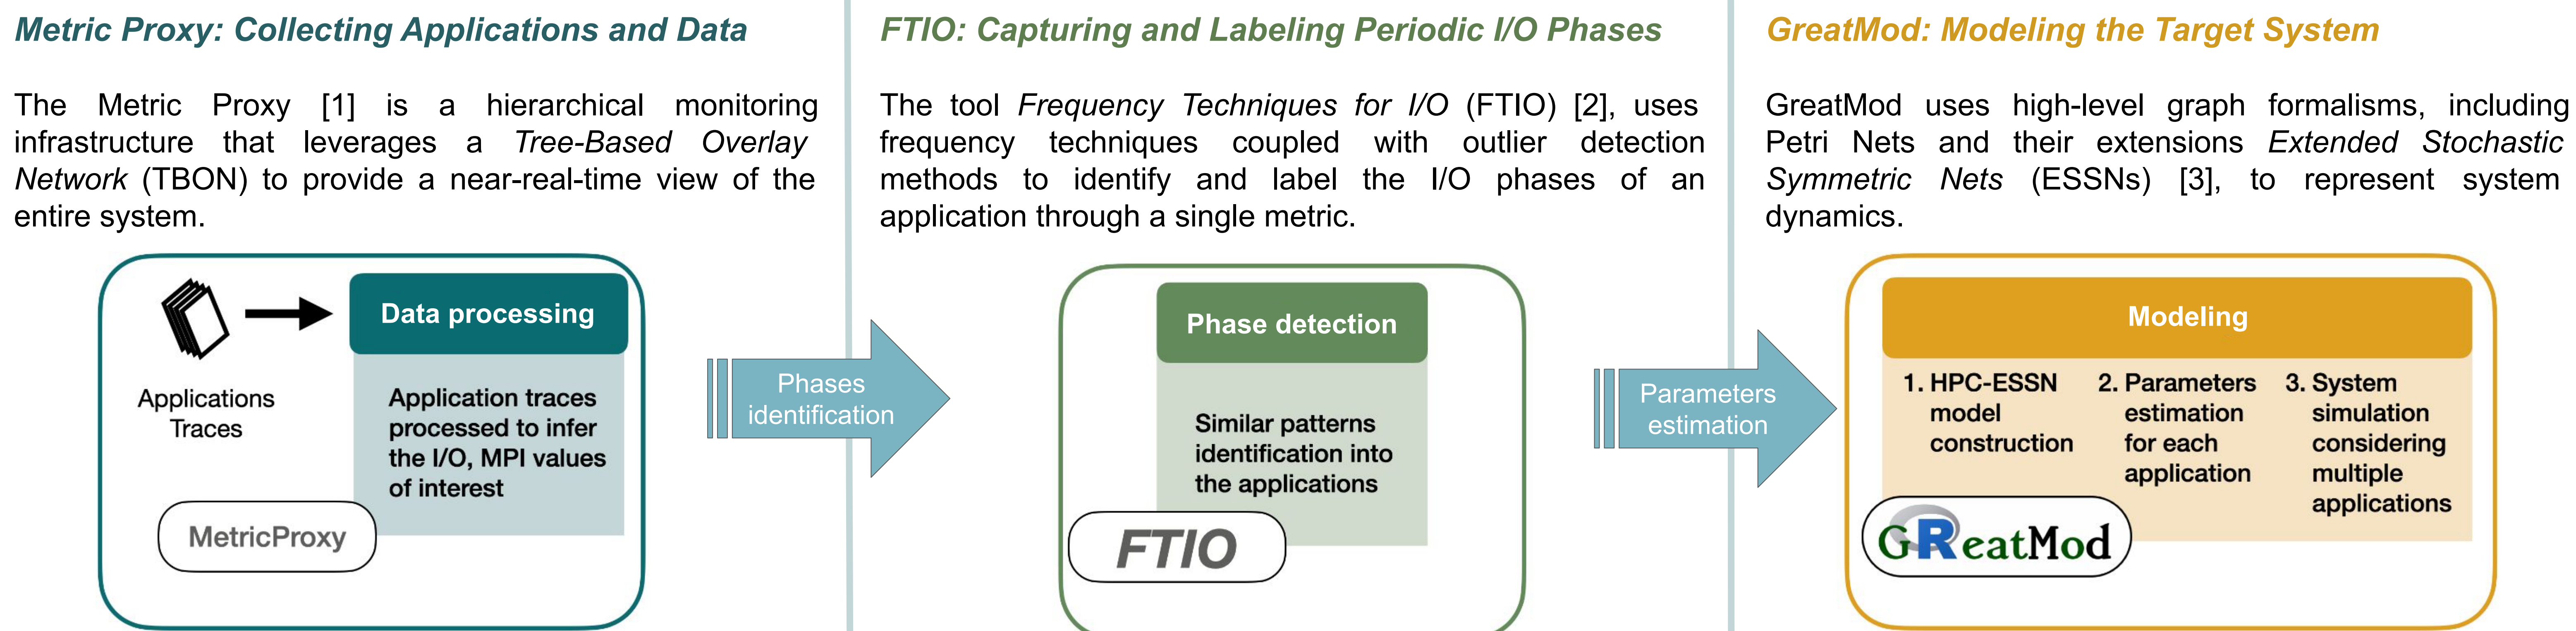 Metric Proxy: Collecting Applications and Data
The Metric Proxy [1] is a hierarchical monitoring
infrastructure that leverages a Tree-Based Overlay
Network (TBON) to provide a near-real-time view of the
entire system.
Applications
Traces
Data processing
Application traces
processed to infer
the I/O, MPI values
of interest
MetricProxy
Phases
identification
FTIO: Capturing and Labeling Periodic I/O Phases
The tool Frequency Techniques for I/O (FTIO) [2], uses
frequency techniques coupled with outlier detection
methods to identify and label the I/O phases of an
application through a single metric.
Phase detection
Similar patterns
identification into
the applications
FTIO
Parameters
estimation
GreatMod: Modeling the Target System
GreatMod uses high-level graph formalisms, including
Petri Nets and their extensions Extended Stochastic
Symmetric Nets (ESSNs) [3], to represent system
dynamics.
Modeling
1. HPC-ESSN
model
construction
2. Parameters
estimation
for each
application
3. System
simulation
considering
multiple
applications
GReatMod